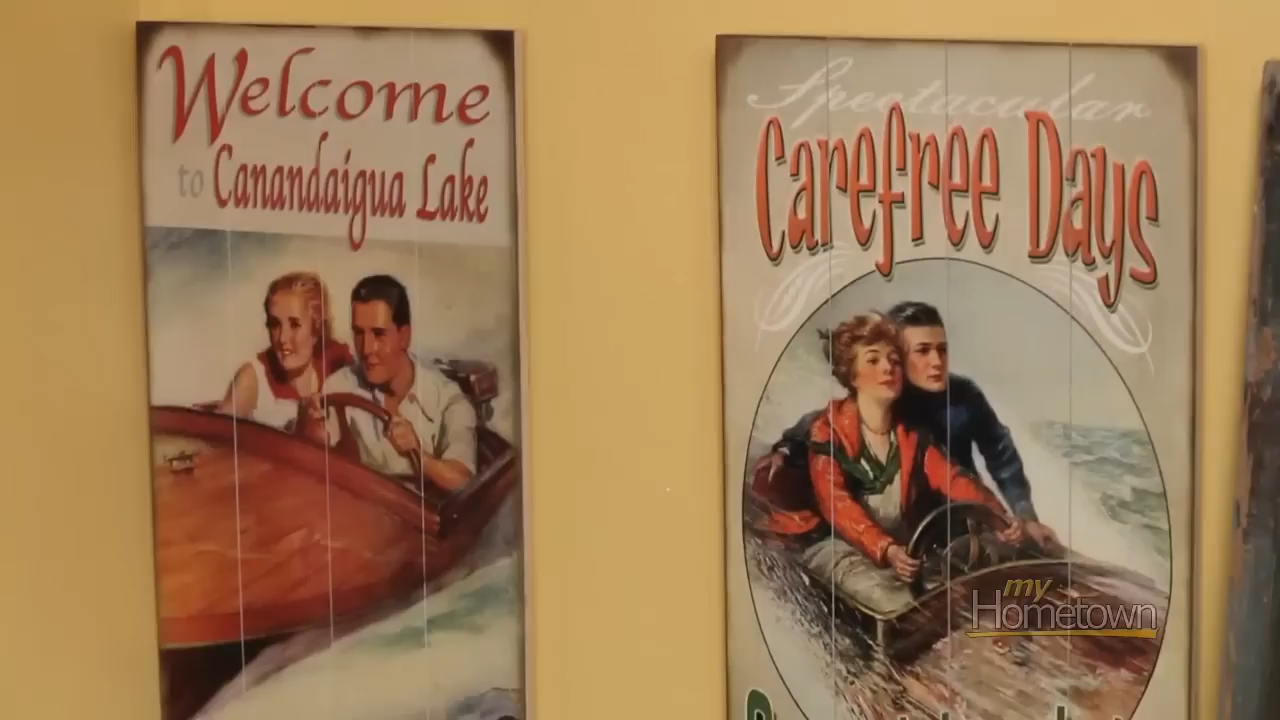 Welcome
to Canandaigua Lake
Spectacular
Carefree Days
my
Hometown